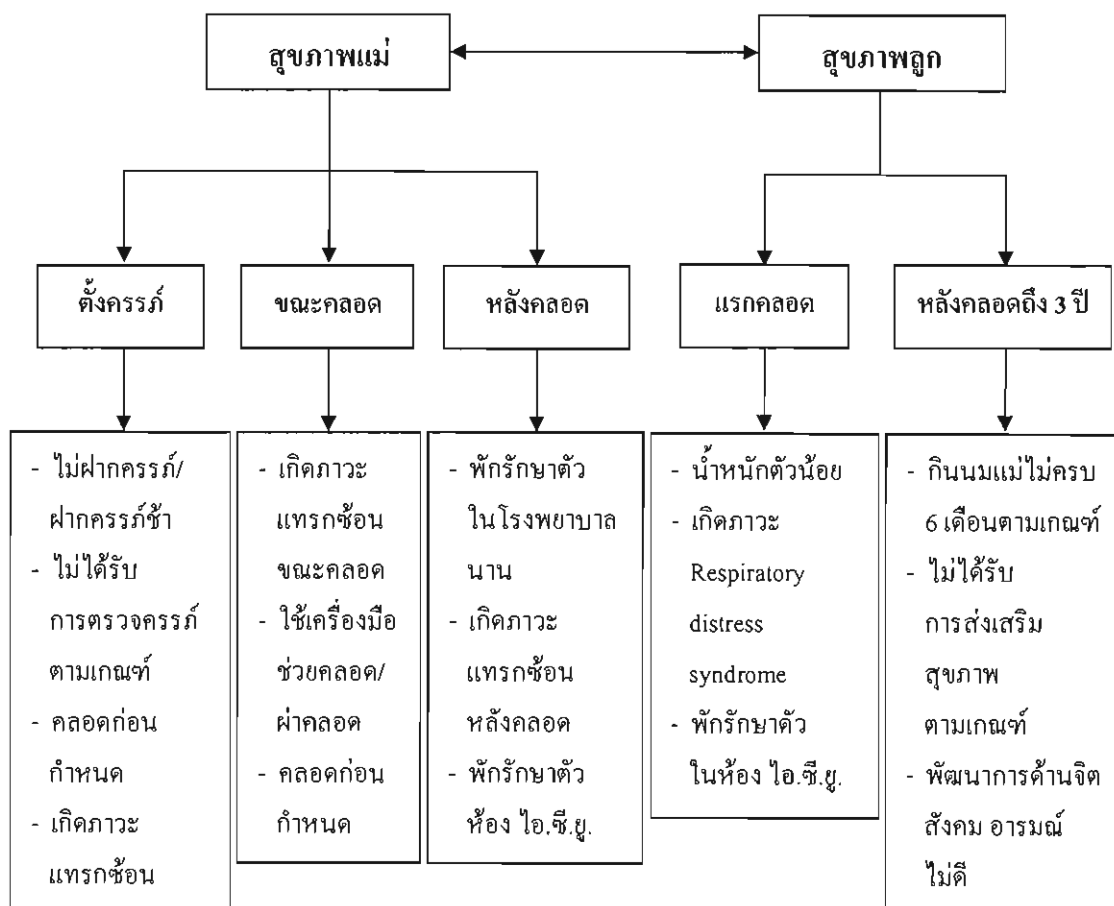 สุขภาพแม่
สุขภาพลูก
ตั้งครรภ์
ขณะคลอด
หลังคลอด
แรกคลอด
หลังคลอดถึง 3 ปี
- ไม่ฝากครรภ์/
ฝากครรภ์ช้า
- ไม่ได้รับ
การตรวจครรภ์
ตามเกณฑ์
- คลอดก่อน
กำหนด
- เกิดภาวะ
แทรกซ้อน
- เกิดภาวะ
แทรกซ้อน
ขณะคลอด
- ใช้เครื่องมือ
ช่วยคลอด/
ผ่าคลอด
- คลอดก่อน
กำหนด
- พักรักษาตัว
ในโรงพยาบาล
นาน
- เกิดภาวะ
แทรกซ้อน
หลังคลอด
- พักรักษาตัว
ห้อง ไอ.ซี.ยู.
- น้ำหนักตัวน้อย
- เกิดภาวะ
Respiratory
distress
syndrome
- พักรักษาตัว
ในห้อง ไอ.ซี.ยู.
- กินนมแม่ไม่ครบ
6 เดือนตามเกณฑ์
- ไม่ได้รับ
การส่งเสริม
สุขภาพ
ตามเกณฑ์
- พัฒนาการด้านจิต
สังคม อารมณ์
ไม่ดี